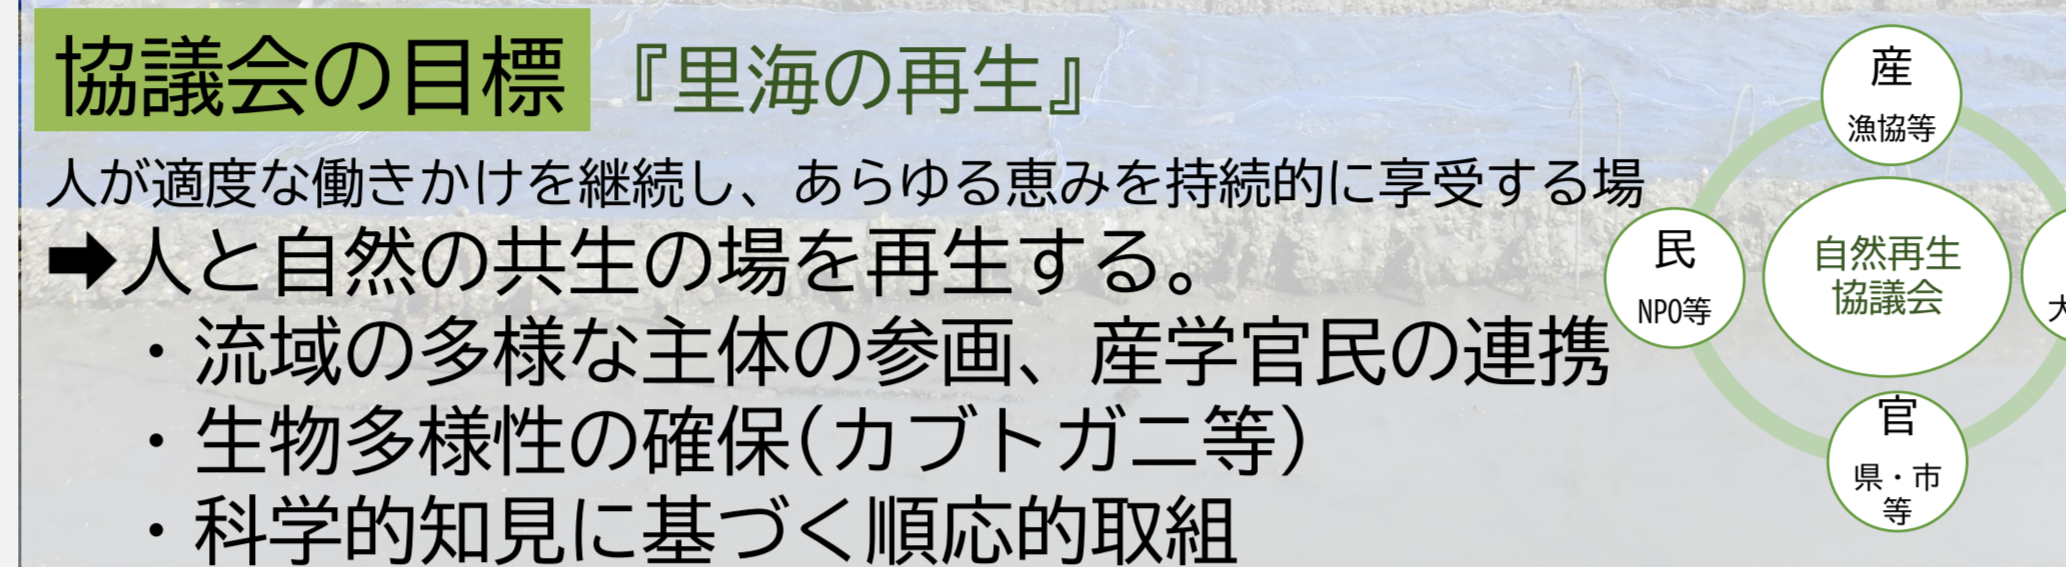 協議会の目標 『里海の再生』
人が適度な働きかけを継続し、あらゆる恵みを持続的に享受する場
➡人と自然の共生の場を再生する。
・流域の多様な主体の参画、産学官民の連携
・生物多様性の確保(カブトガニ等)
・科学的知見に基づく順応的取組
産
漁協等
民
NPO等
自然再生
協議会
官
県・市
等